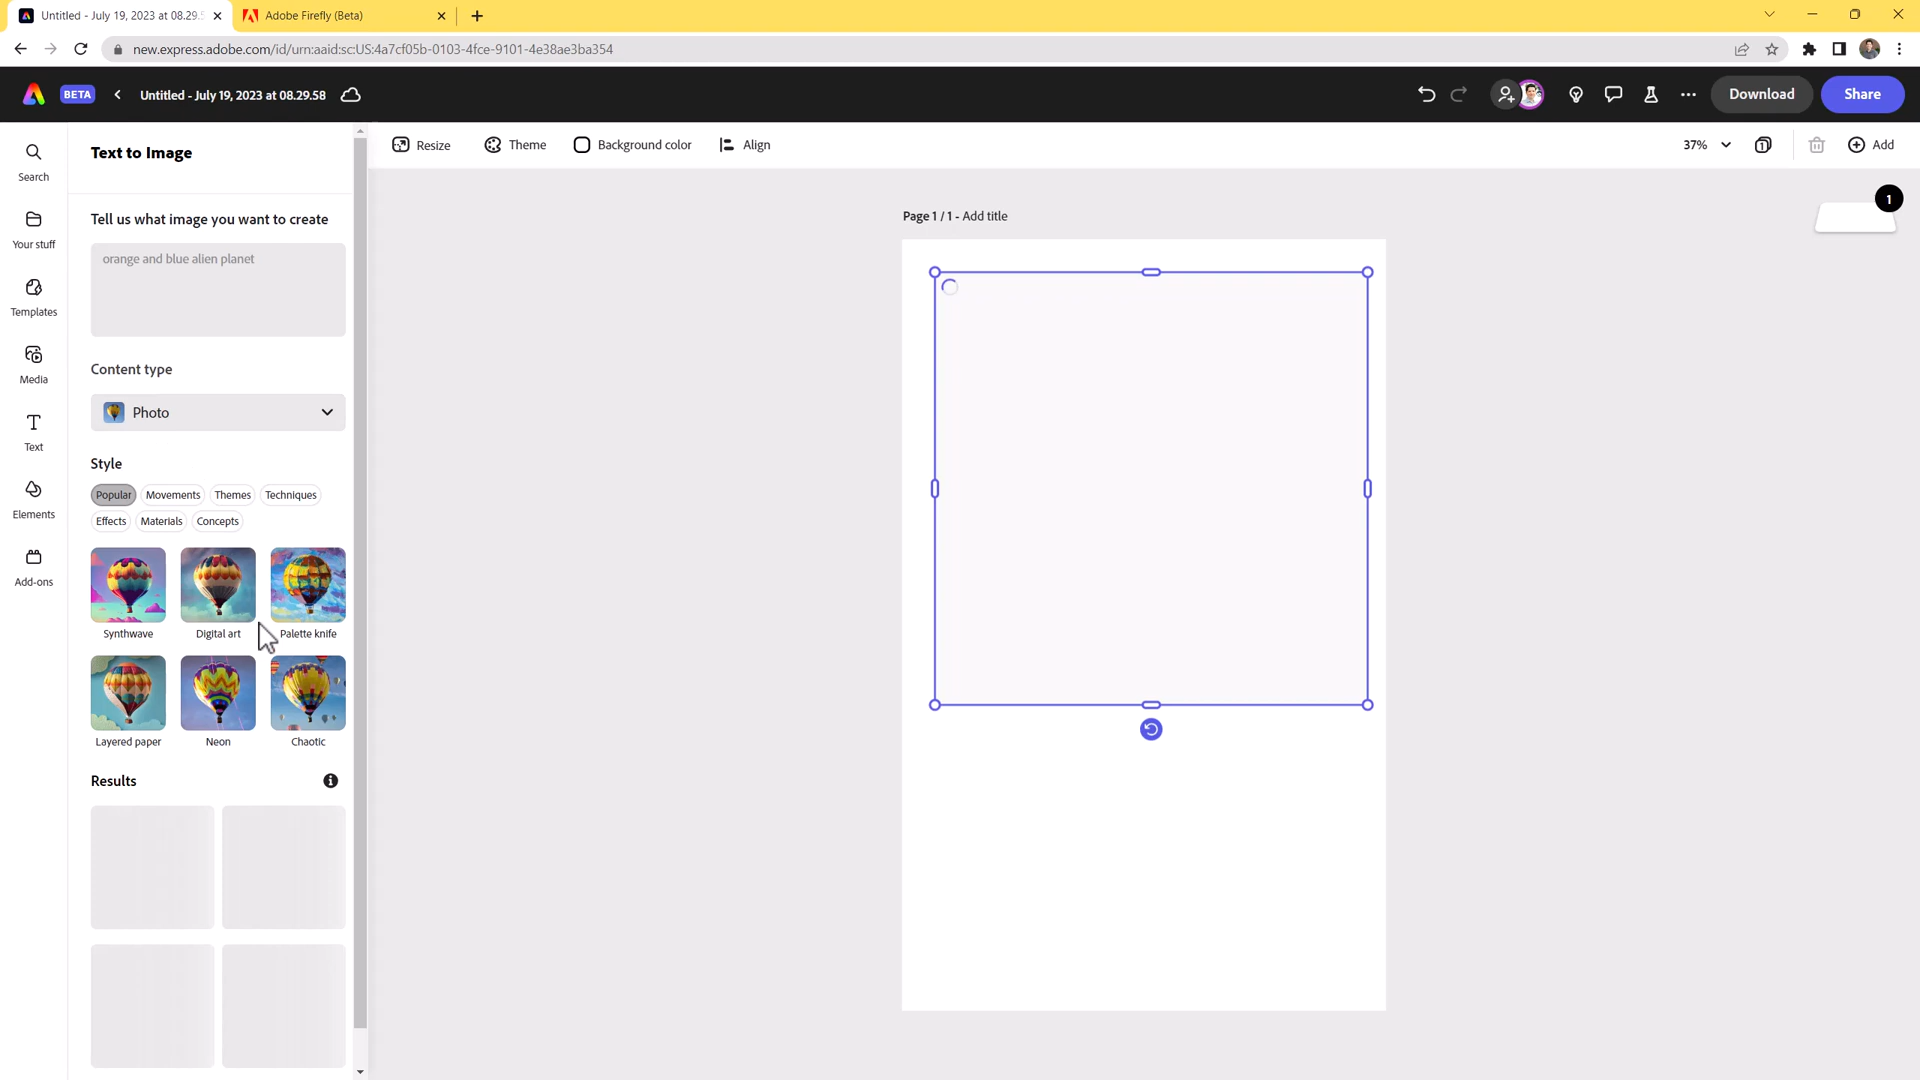 Untitled - July 19, 2023 at 08.29.5
Adobe Firefly (Beta)
new.express.adobe.com/id/urn:aaid:sc:US:4a7cf05b-0103-4fce-9101-4e38ae3ba354
BETA
Untitled - July 19, 2023 at 08.29.58
Download
Share
Search
Your stuff
Templates
Media
Text
Elements
Add-ons
Text to Image
Tell us what image you want to create
orange and blue alien planet
Content type
Photo
Style
Popular Movements Themes Techniques
Effects Materials Concepts
Synthwave Digital art Palette knife
Layered paper Neon Chaotic
Results
Resize Theme Background color Align
37% 1 Add
Page 1 / 1 - Add title
1